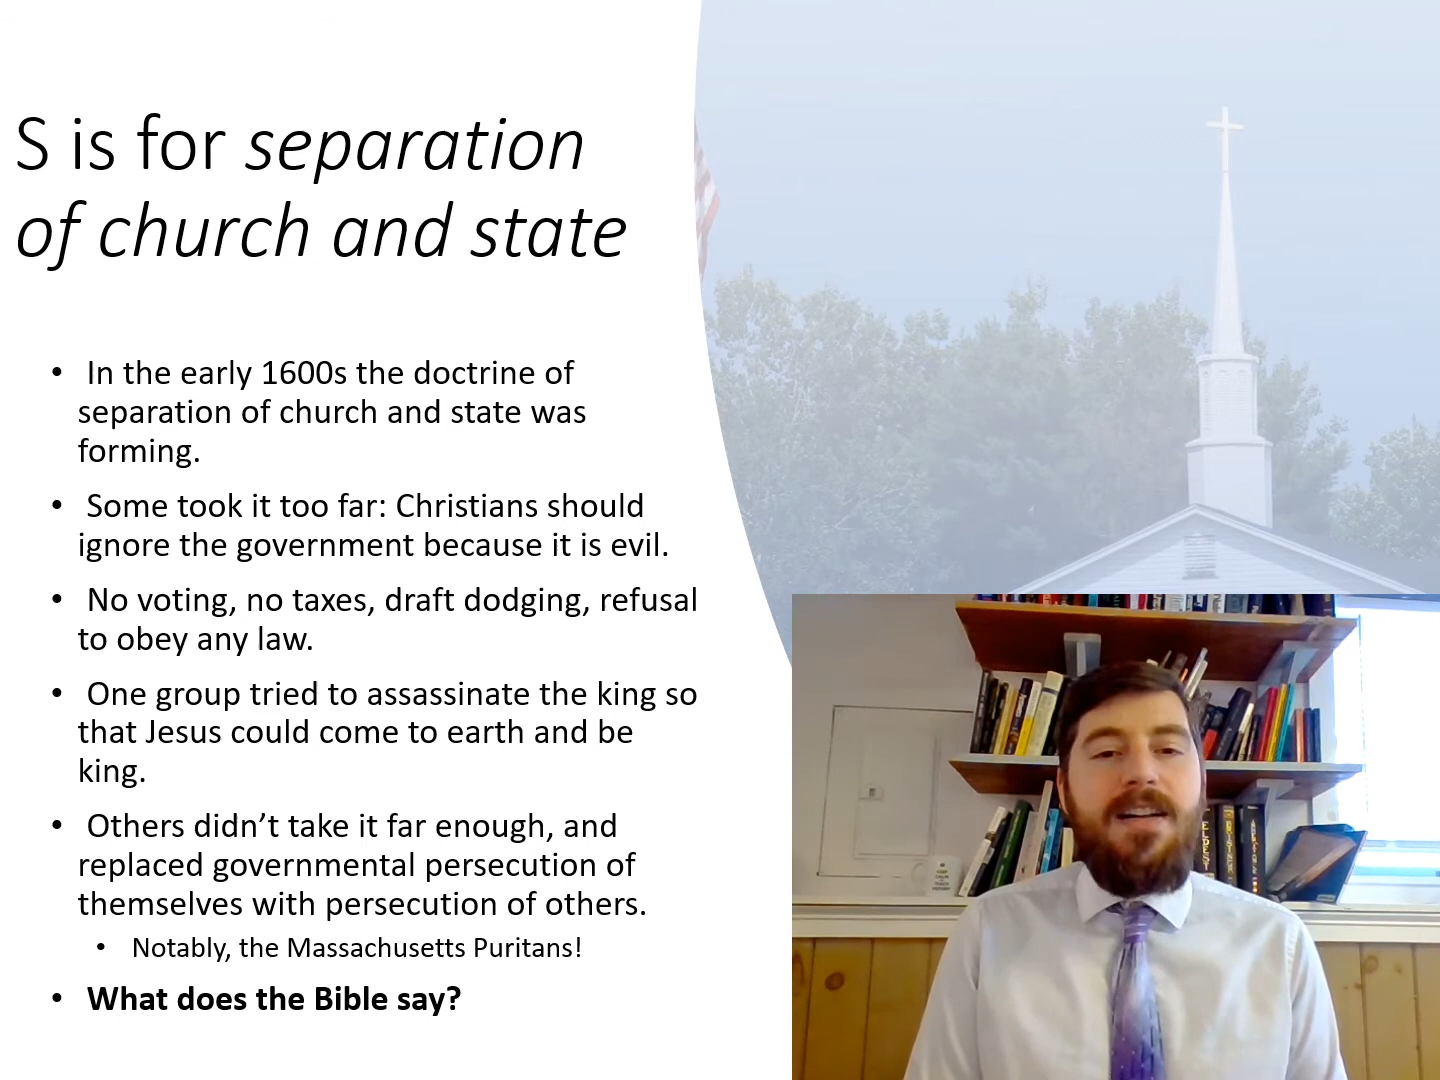 S is for separation
of church and state
• In the early 1600s the doctrine of
separation of church and state was
forming.
• Some took it too far: Christians should
ignore the government because it is evil.
• No voting, no taxes, draft dodging, refusal
to obey any law.
• One group tried to assassinate the king so
that Jesus could come to earth and be
king.
• Others didn’t take it far enough, and
replaced governmental persecution of
themselves with persecution of others.
• Notably, the Massachusetts Puritans!
• What does the Bible say?